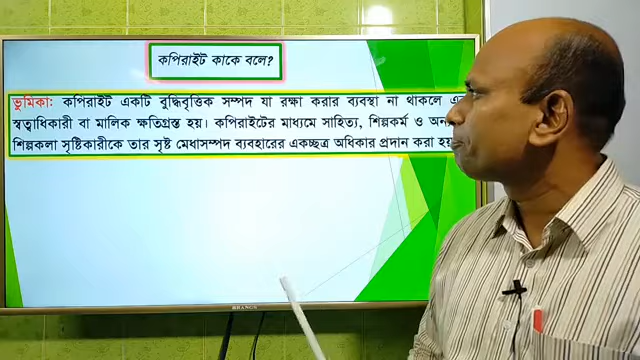 কপিরাইট কাকে বলে?
ভুমিকাঃ কপিরাইট একটি বুদ্ধিবৃত্তিক সম্পদ যা রক্ষা করার ব্যবস্থা না থাকলে
স্বত্বাধিকারী বা মালিক ক্ষতিগ্রস্ত হয়। কপিরাইটের মাধ্যমে সাহিত্য, শিল্পকর্ম ও
শিল্পকলা সৃষ্টিকারীকে তার সৃষ্ট মেধাসম্পদ ব্যবহারের একচ্ছত্র অধিকার প্রদান করা